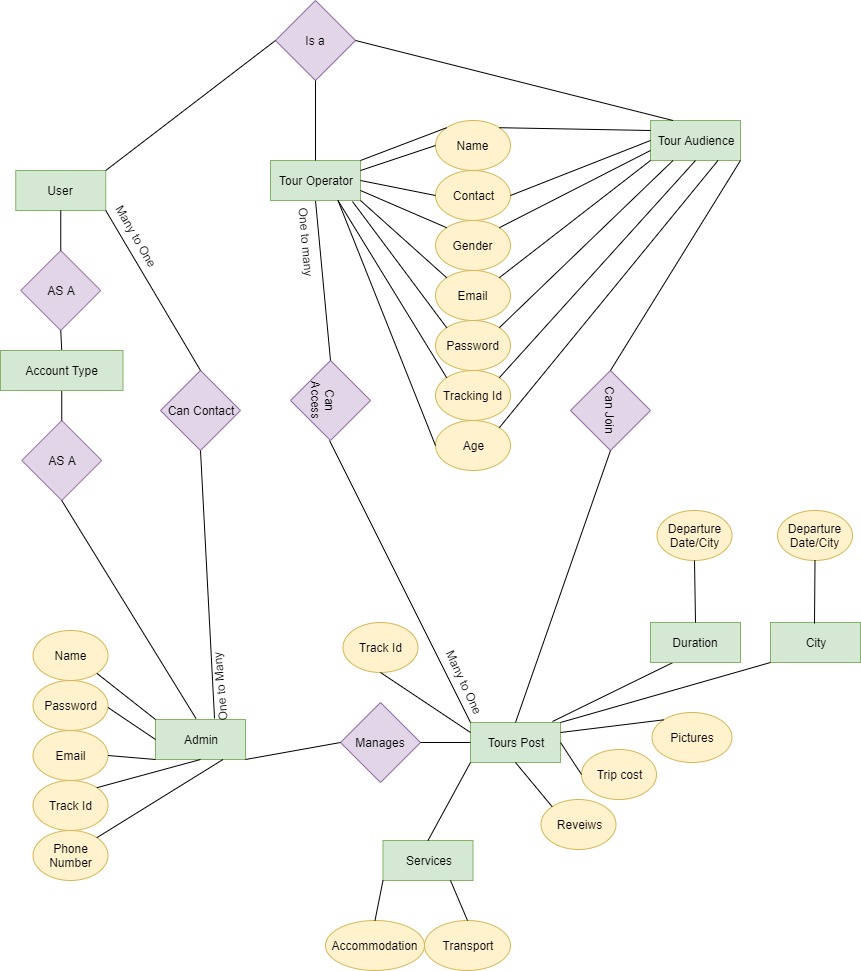 Is a
Name
Tour Audience
Tour Operator
User
Contact
Many to One
One to many
Gender
AS A
Email
Password
Account Type
Can
Access
Tracking Id
Can Contact
Can Join
Age
AS A
Departure
Date/City
Departure
Date/City
Name
Track Id
Duration
City
Many to One
One to Many
Password
Admin
Manages
Tours Post
Pictures
Email
Trip cost
Track Id
Reveiws
Phone
Number
Services
Accommodation
Transport